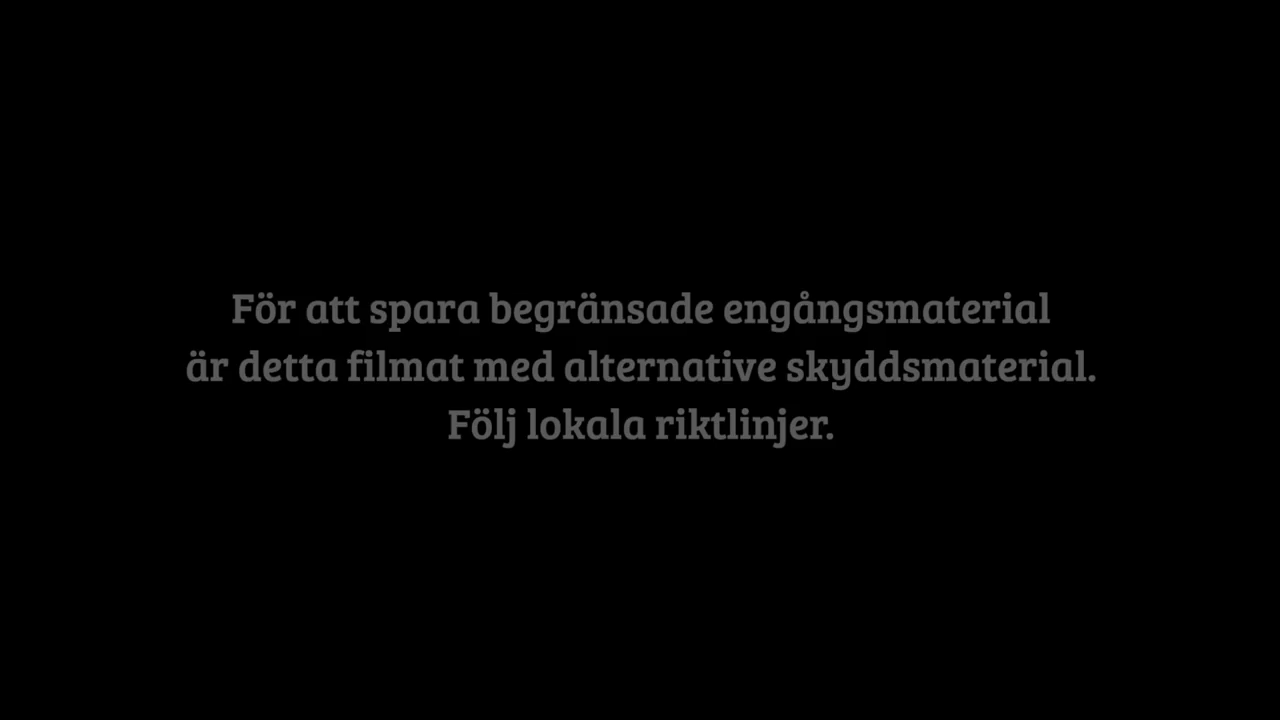 För att spara begränsade engångsmaterial
är detta filmat med alternative skyddsmaterial.
Följ lokala riktlinjer.